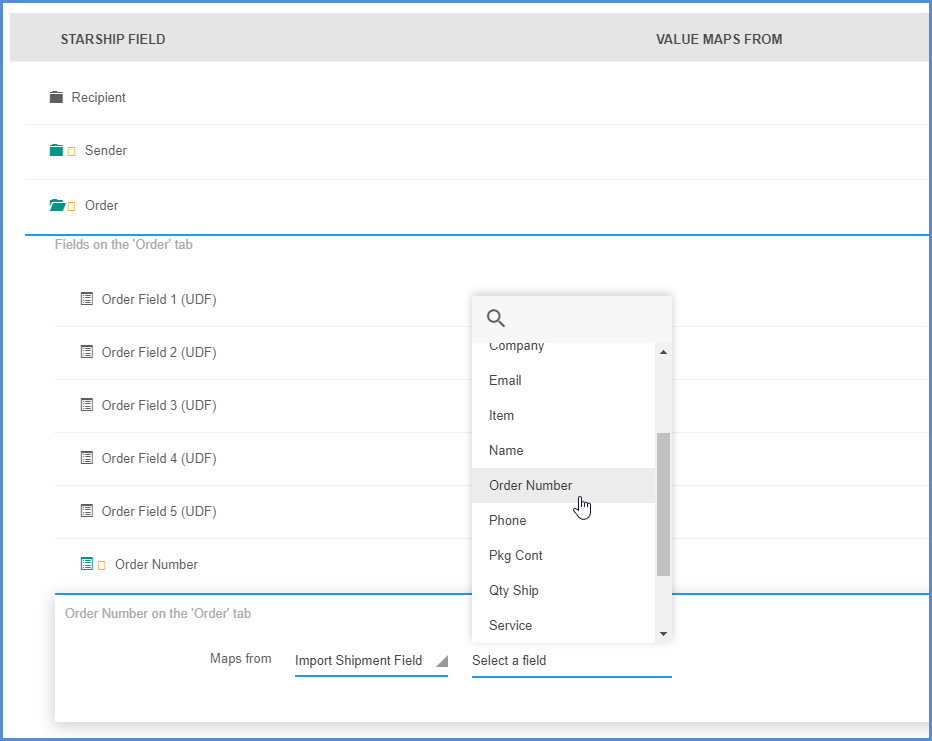 STARSHIP FIELD VALUE MAPS FROM
Recipient
Sender
Order
Fields on the 'Order' tab
Order Field 1 (UDF)
Order Field 2 (UDF)
Order Field 3 (UDF)
Order Field 4 (UDF)
Order Field 5 (UDF)
Order Number
Company
Email
Item
Name
Order Number
Phone
Pkg Cont
Qty Ship
Service
Order Number on the 'Order' tab
Maps from Import Shipment Field Select a field